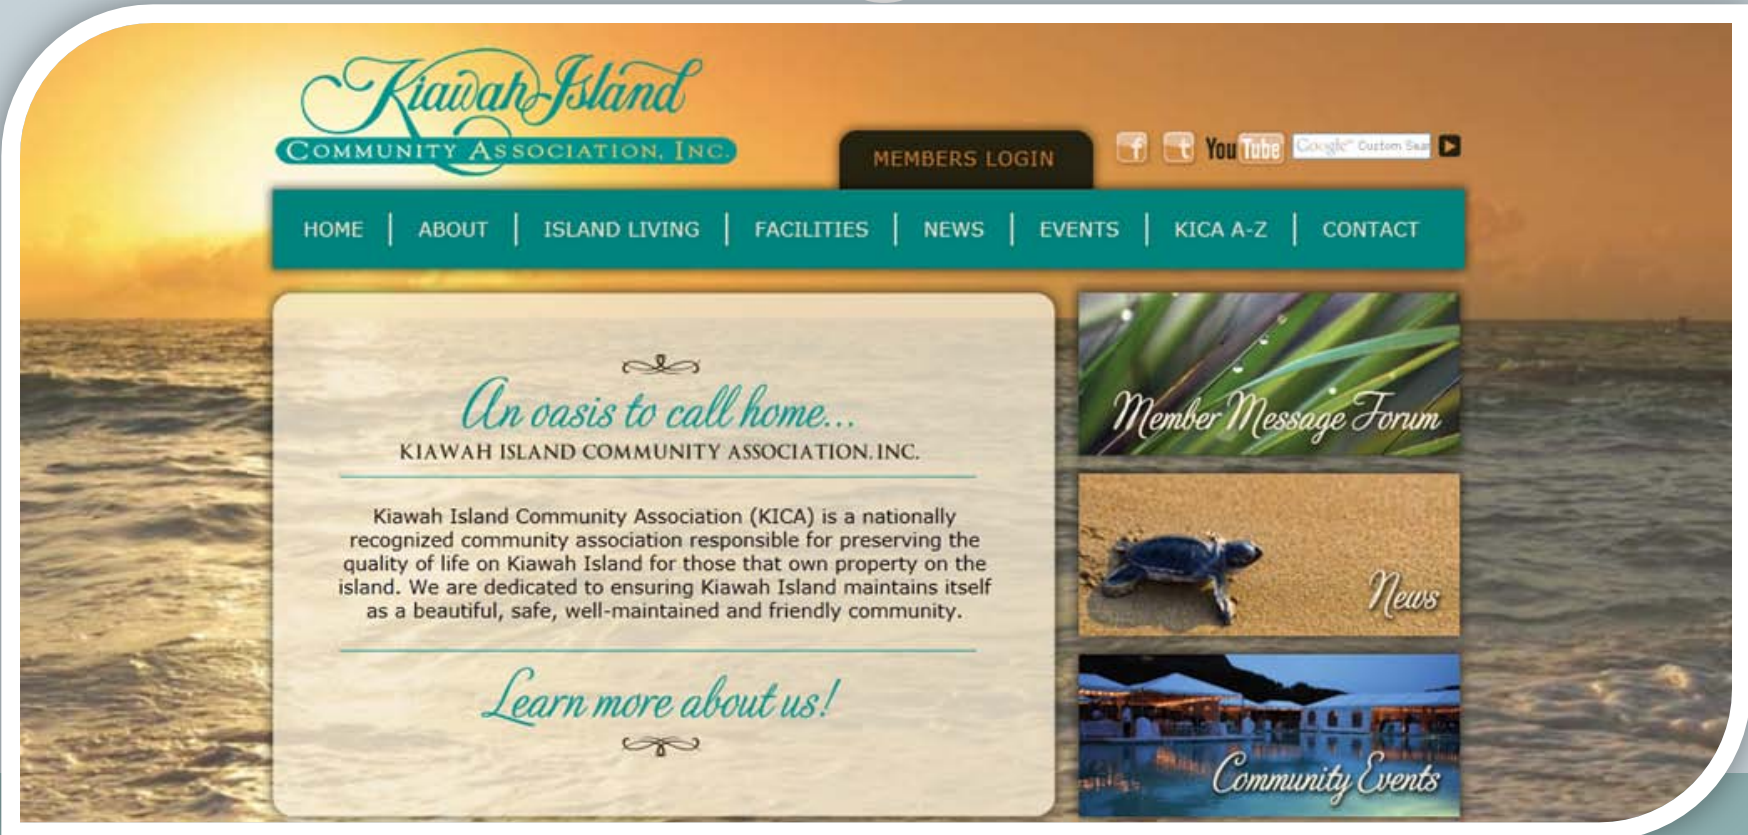 Kiawah Island
COMMUNITY ASSOCIATION, INC.
MEMBERS LOGIN
f
t
You Tube
Google™ Custom Sear
HOME
ABOUT
ISLAND LIVING
FACILITIES
NEWS
EVENTS
KICA A-Z
CONTACT
An oasis to call home...
KIAWAH ISLAND COMMUNITY ASSOCIATION, INC.
Kiawah Island Community Association (KICA) is a nationally
recognized community association responsible for preserving the
quality of life on Kiawah Island for those that own property on the
island. We are dedicated to ensuring Kiawah Island maintains itself
as a beautiful, safe, well-maintained and friendly community.
Learn more about us!
Member Message Forum
News
Community Events